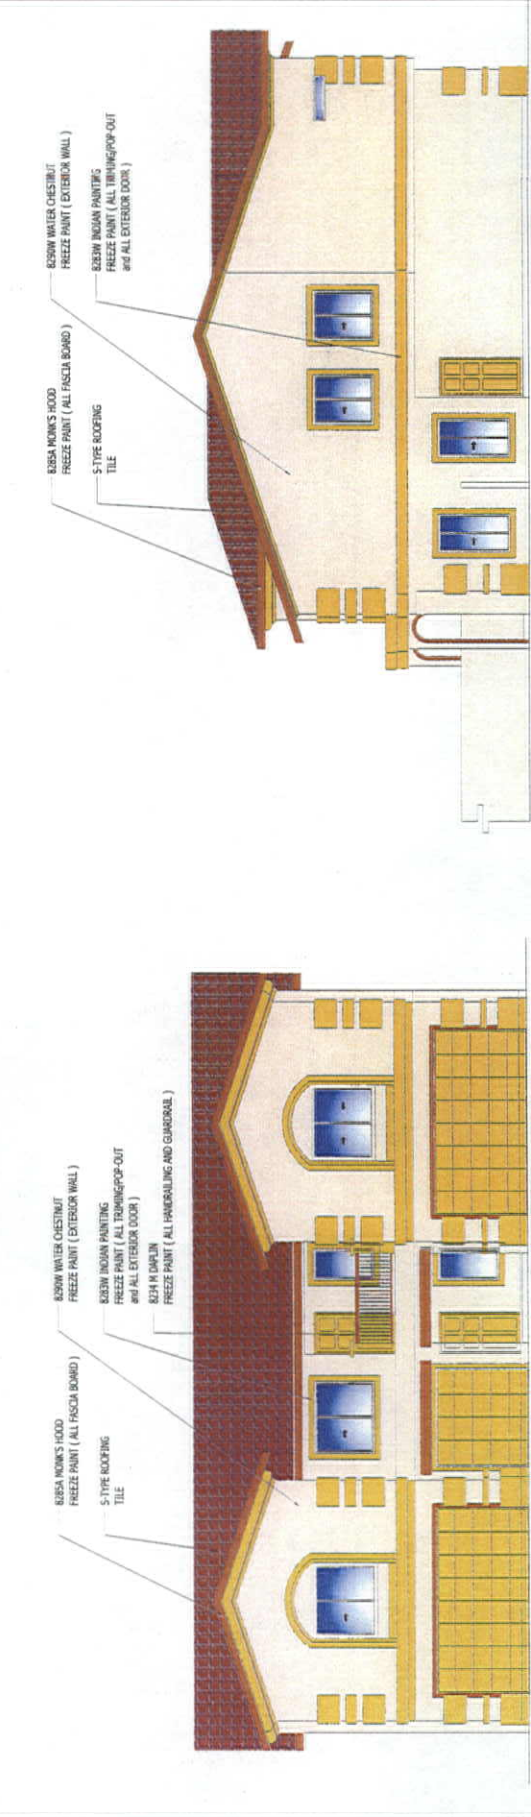 8285A MONK'S HOOD
FREEZE PAINT ( ALL FASCIA BOARD )
S-TYPE ROOFING
TILE
8290W WATER CHESTNUT
FREEZE PAINT ( EXTERIOR WALL )
8283W INDIAN PAINTING
FREEZE PAINT ( ALL TRIMING/POP-OUT
and ALL EXTERIOR DOOR )
8234 M DAPLIN
FREEZE PAINT ( ALL HANDRAILING AND GUARDRAIL )
8285A MONK'S HOOD
FREEZE PAINT ( ALL FASCIA BOARD )
S-TYPE ROOFING
TILE
8290W WATER CHESTNUT
FREEZE PAINT ( EXTERIOR WALL )
8283W INDIAN PAINTING
FREEZE PAINT ( ALL TRIMING/POP-OUT
and ALL EXTERIOR DOOR )